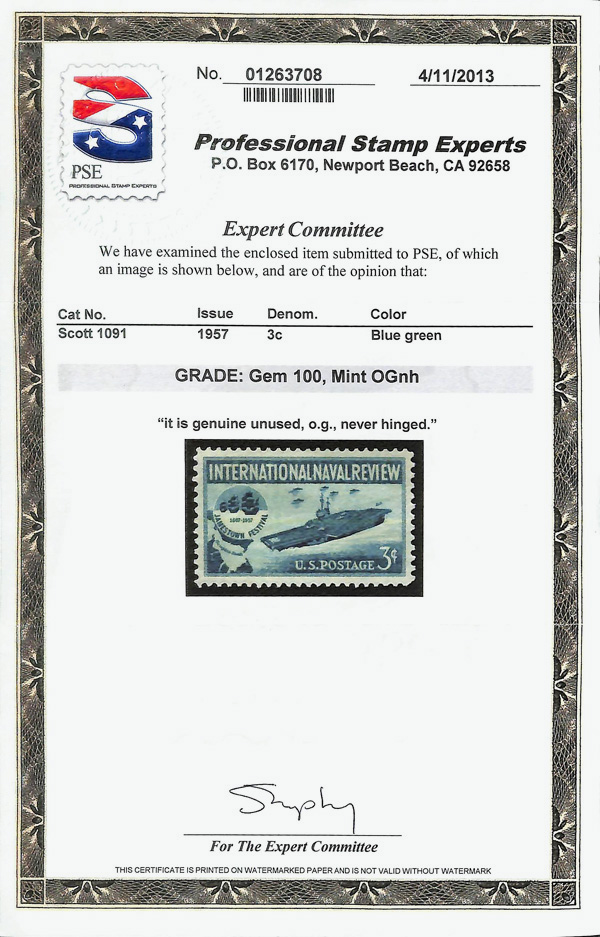 No. 01263708 4/11/2013
PSE
PROFESSIONAL STAMP EXPERTS
Professional Stamp Experts
P.O. Box 6170, Newport Beach, CA 92658
Expert Committee
We have examined the enclosed item submitted to PSE, of which
an image is shown below, and are of the opinion that:
Cat No. Issue Denom. Color
Scott 1091 1957 3c Blue green
GRADE: Gem 100, Mint OGnh
“it is genuine unused, o.g., never hinged.”
INTERNATIONAL NAVAL REVIEW
1607-1957
JAMESTOWN FESTIVAL
U.S. POSTAGE 3¢
For The Expert Committee
THIS CERTIFICATE IS PRINTED ON WATERMARKED PAPER AND IS NOT VALID WITHOUT WATERMARK